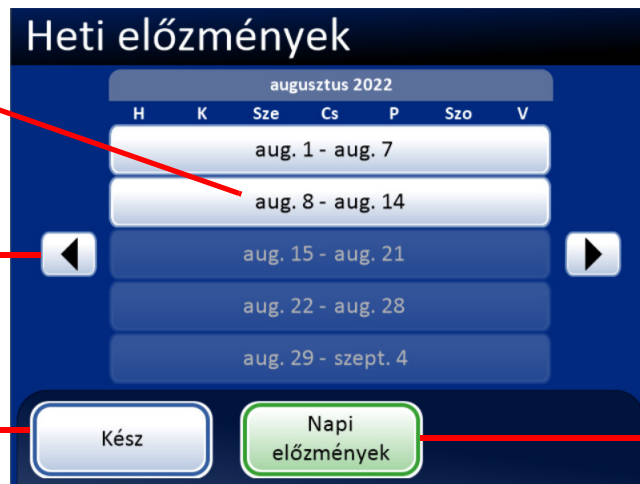 Heti előzmények
augusztus 2022
H K Sze Cs P Szo V
aug. 1 - aug. 7
aug. 8 - aug. 14
aug. 15 - aug. 21
aug. 22 - aug. 28
aug. 29 - szept. 4
Kész
Napi
előzmények